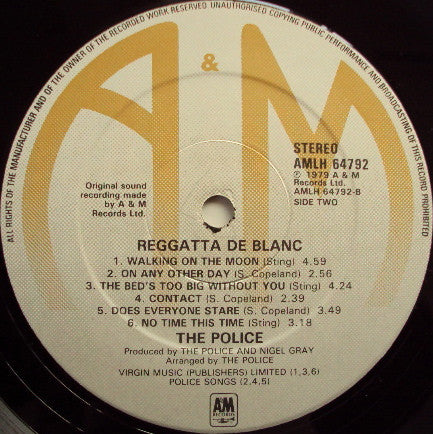 ALL RIGHTS OF THE MANUFACTURER AND OF THE OWNER OF THE RECORDED WORK RESERVED UNAUTHORISED COPYING PUBLIC PERFORMANCE AND BROADCASTING OF THIS RECORD PROHIBITED
A & M
STEREO
AMLH 64792
℗ 1979 A & M
Records Ltd.
AMLH 64792-B
SIDE TWO
Original sound
recording made
by A & M
Records Ltd.
REGGATTA DE BLANC
1. WALKING ON THE MOON (Sting) 4.59
2. ON ANY OTHER DAY (S. Copeland) 2.56
3. THE BED'S TOO BIG WITHOUT YOU (Sting) 4.24
4. CONTACT (S. Copeland) 2.39
5. DOES EVERYONE STARE (S. Copeland) 3.49
6. NO TIME THIS TIME (Sting) 3.18
THE POLICE
Produced by THE POLICE AND NIGEL GRAY
Arranged by THE POLICE
VIRGIN MUSIC (PUBLISHERS) LIMITED (1,3,6)
POLICE SONGS (2,4,5)
A&M
RECORDS